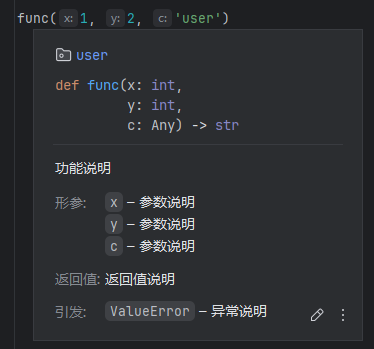 func(x: 1, y: 2, c: 'user')
user
def func(x: int,
y: int,
c: Any) -> str
功能说明
形参: x – 参数说明
y – 参数说明
c – 参数说明
返回值: 返回值说明
引发: ValueError – 异常说明